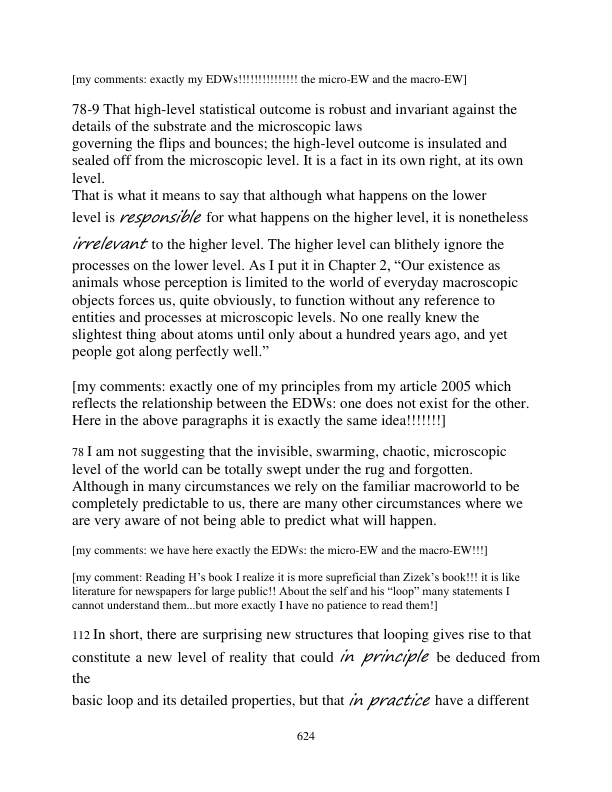 [my comments: exactly my EDWs!!!!!!!!!!!!!!! the micro-EW and the macro-EW]
78-9 That high-level statistical outcome is robust and invariant against the
details of the substrate and the microscopic laws
governing the flips and bounces; the high-level outcome is insulated and
sealed off from the microscopic level. It is a fact in its own right, at its own
level.
That is what it means to say that although what happens on the lower
level is responsible for what happens on the higher level, it is nonetheless
irrelevant to the higher level. The higher level can blithely ignore the
processes on the lower level. As I put it in Chapter 2, “Our existence as
animals whose perception is limited to the world of everyday macroscopic
objects forces us, quite obviously, to function without any reference to
entities and processes at microscopic levels. No one really knew the
slightest thing about atoms until only about a hundred years ago, and yet
people got along perfectly well.”
[my comments: exactly one of my principles from my article 2005 which
reflects the relationship between the EDWs: one does not exist for the other.
Here in the above paragraphs it is exactly the same idea!!!!!!!]
78 I am not suggesting that the invisible, swarming, chaotic, microscopic
level of the world can be totally swept under the rug and forgotten.
Although in many circumstances we rely on the familiar macroworld to be
completely predictable to us, there are many other circumstances where we
are very aware of not being able to predict what will happen.
[my comments: we have here exactly the EDWs: the micro-EW and the macro-EW!!!]
[my comment: Reading H’s book I realize it is more supreficial than Zizek’s book!!! it is like
literature for newspapers for large public!! About the self and his “loop” many statements I
cannot understand them...but more exactly I have no patience to read them!]
112 In short, there are surprising new structures that looping gives rise to that
constitute a new level of reality that could in principle be deduced from
the
basic loop and its detailed properties, but that in practice have a different
624